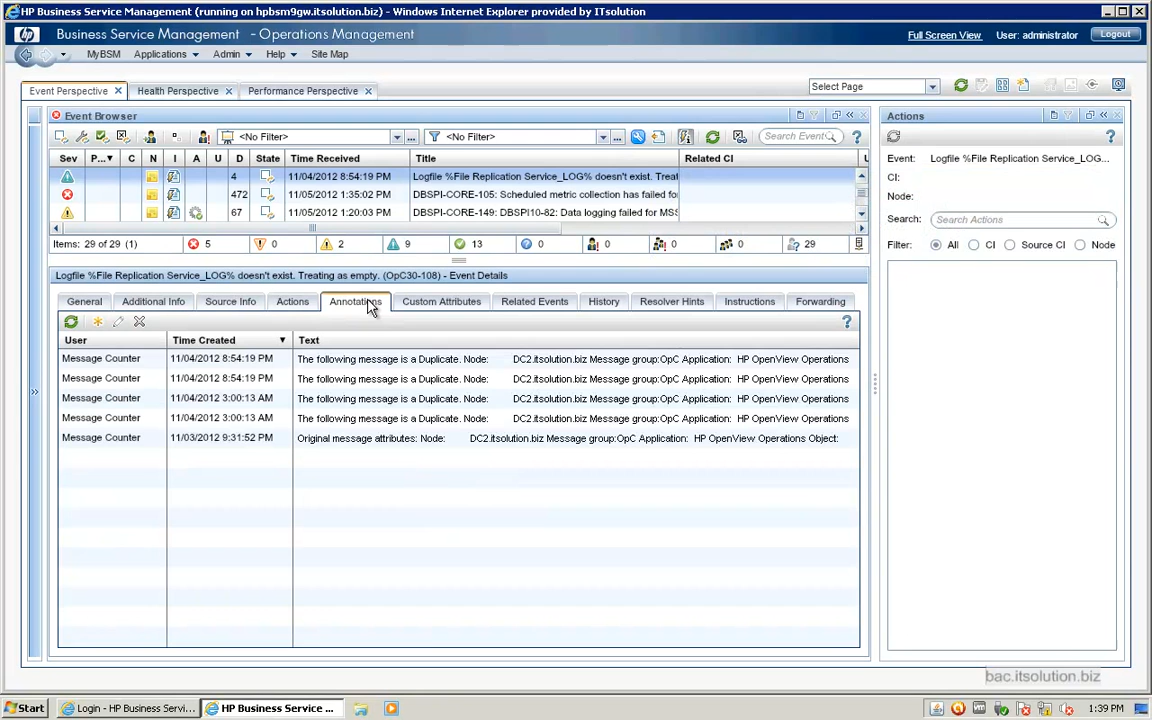 HP Business Service Management (running on hpbsm9gw.itsolution.biz) - Windows Internet Explorer provided by ITsolution
Business Service Management - Operations Management
Full Screen View
User: administrator
Logout
MyBSM Applications Admin Help Site Map
Event Perspective Health Perspective Performance Perspective
Select Page
Event Browser
Actions
<No Filter> <No Filter> Search Events
Sev P... C N I A U D State Time Received Title Related CI
4 11/04/2012 8:54:19 PM Logfile %File Replication Service_LOG% doesn't exist. Treat
472 11/05/2012 1:35:02 PM DBSPI-CORE-105: Scheduled metric collection has failed fo
67 11/05/2012 1:20:03 PM DBSPI-CORE-149: DBSPI10-82: Data logging failed for MSS
Items: 29 of 29 (1) 5 0 2 9 13 0 0 0 0 29
Event: Logfile %File Replication Service_LOG...
CI:
Node:
Search: Search Actions
Filter: All CI Source CI Node
Logfile %File Replication Service_LOG% doesn't exist. Treating as empty. (OpC30-108) - Event Details
General Additional Info Source Info Actions Annotations Custom Attributes Related Events History Resolver Hints Instructions Forwarding
User Time Created Text
Message Counter 11/04/2012 8:54:19 PM The following message is a Duplicate. Node: DC2.itsolution.biz Message group:OpC Application: HP OpenView Operations
Message Counter 11/04/2012 8:54:19 PM The following message is a Duplicate. Node: DC2.itsolution.biz Message group:OpC Application: HP OpenView Operations
Message Counter 11/04/2012 3:00:13 AM The following message is a Duplicate. Node: DC2.itsolution.biz Message group:OpC Application: HP OpenView Operations
Message Counter 11/04/2012 3:00:13 AM The following message is a Duplicate. Node: DC2.itsolution.biz Message group:OpC Application: HP OpenView Operations
Message Counter 11/03/2012 9:31:52 PM Original message attributes: Node: DC2.itsolution.biz Message group:OpC Application: HP OpenView Operations Object:
bac.itsolution.biz
Start Login - HP Business Servi... HP Business Service ... 1:39 PM